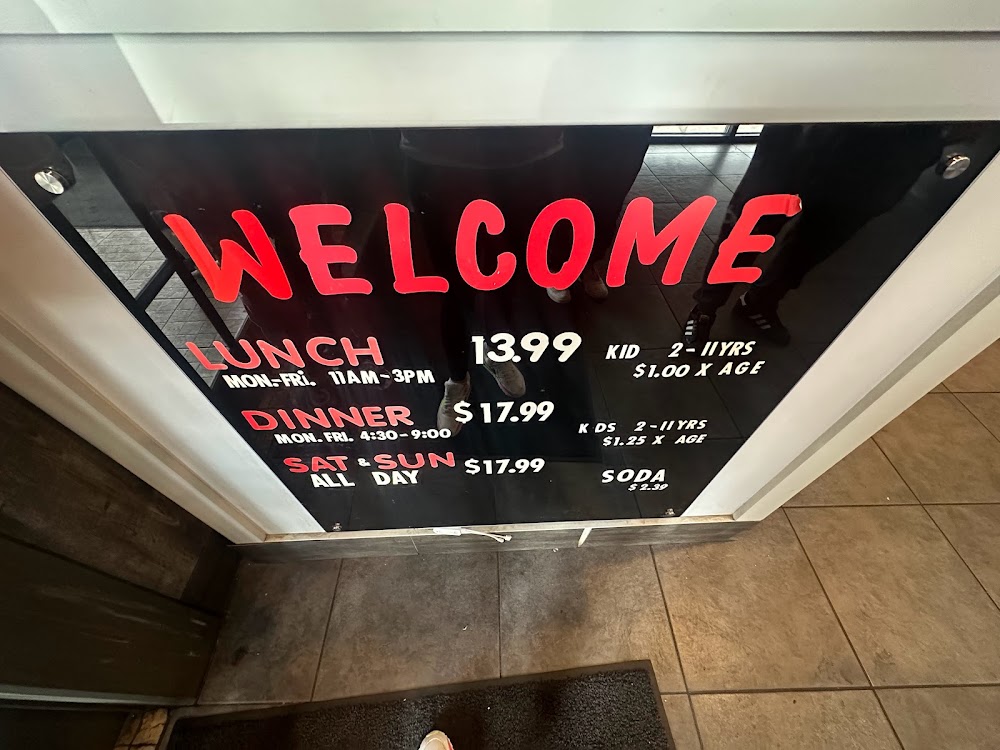 WELCOME
LUNCH 13.99 KID 2-11YRS
MON.-FRi. 11AM-3PM $1.00 X AGE
DINNER $17.99 K DS 2-11YRS
MON. FRI. 4:30-9:00 $1.25 X AGE
SAT & SUN $17.99 SODA
ALL DAY $2.39